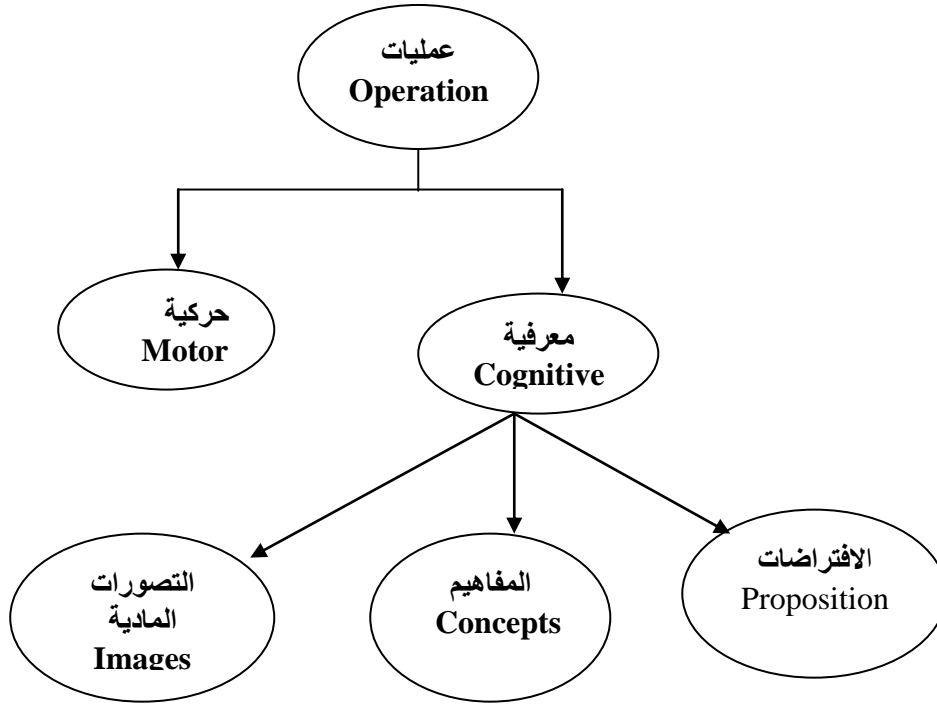 عمليات
Operation
حركية
Motor
معرفية
Cognitive
التصورات
المادية
Images
المفاهيم
Concepts
الافتراضات
Proposition